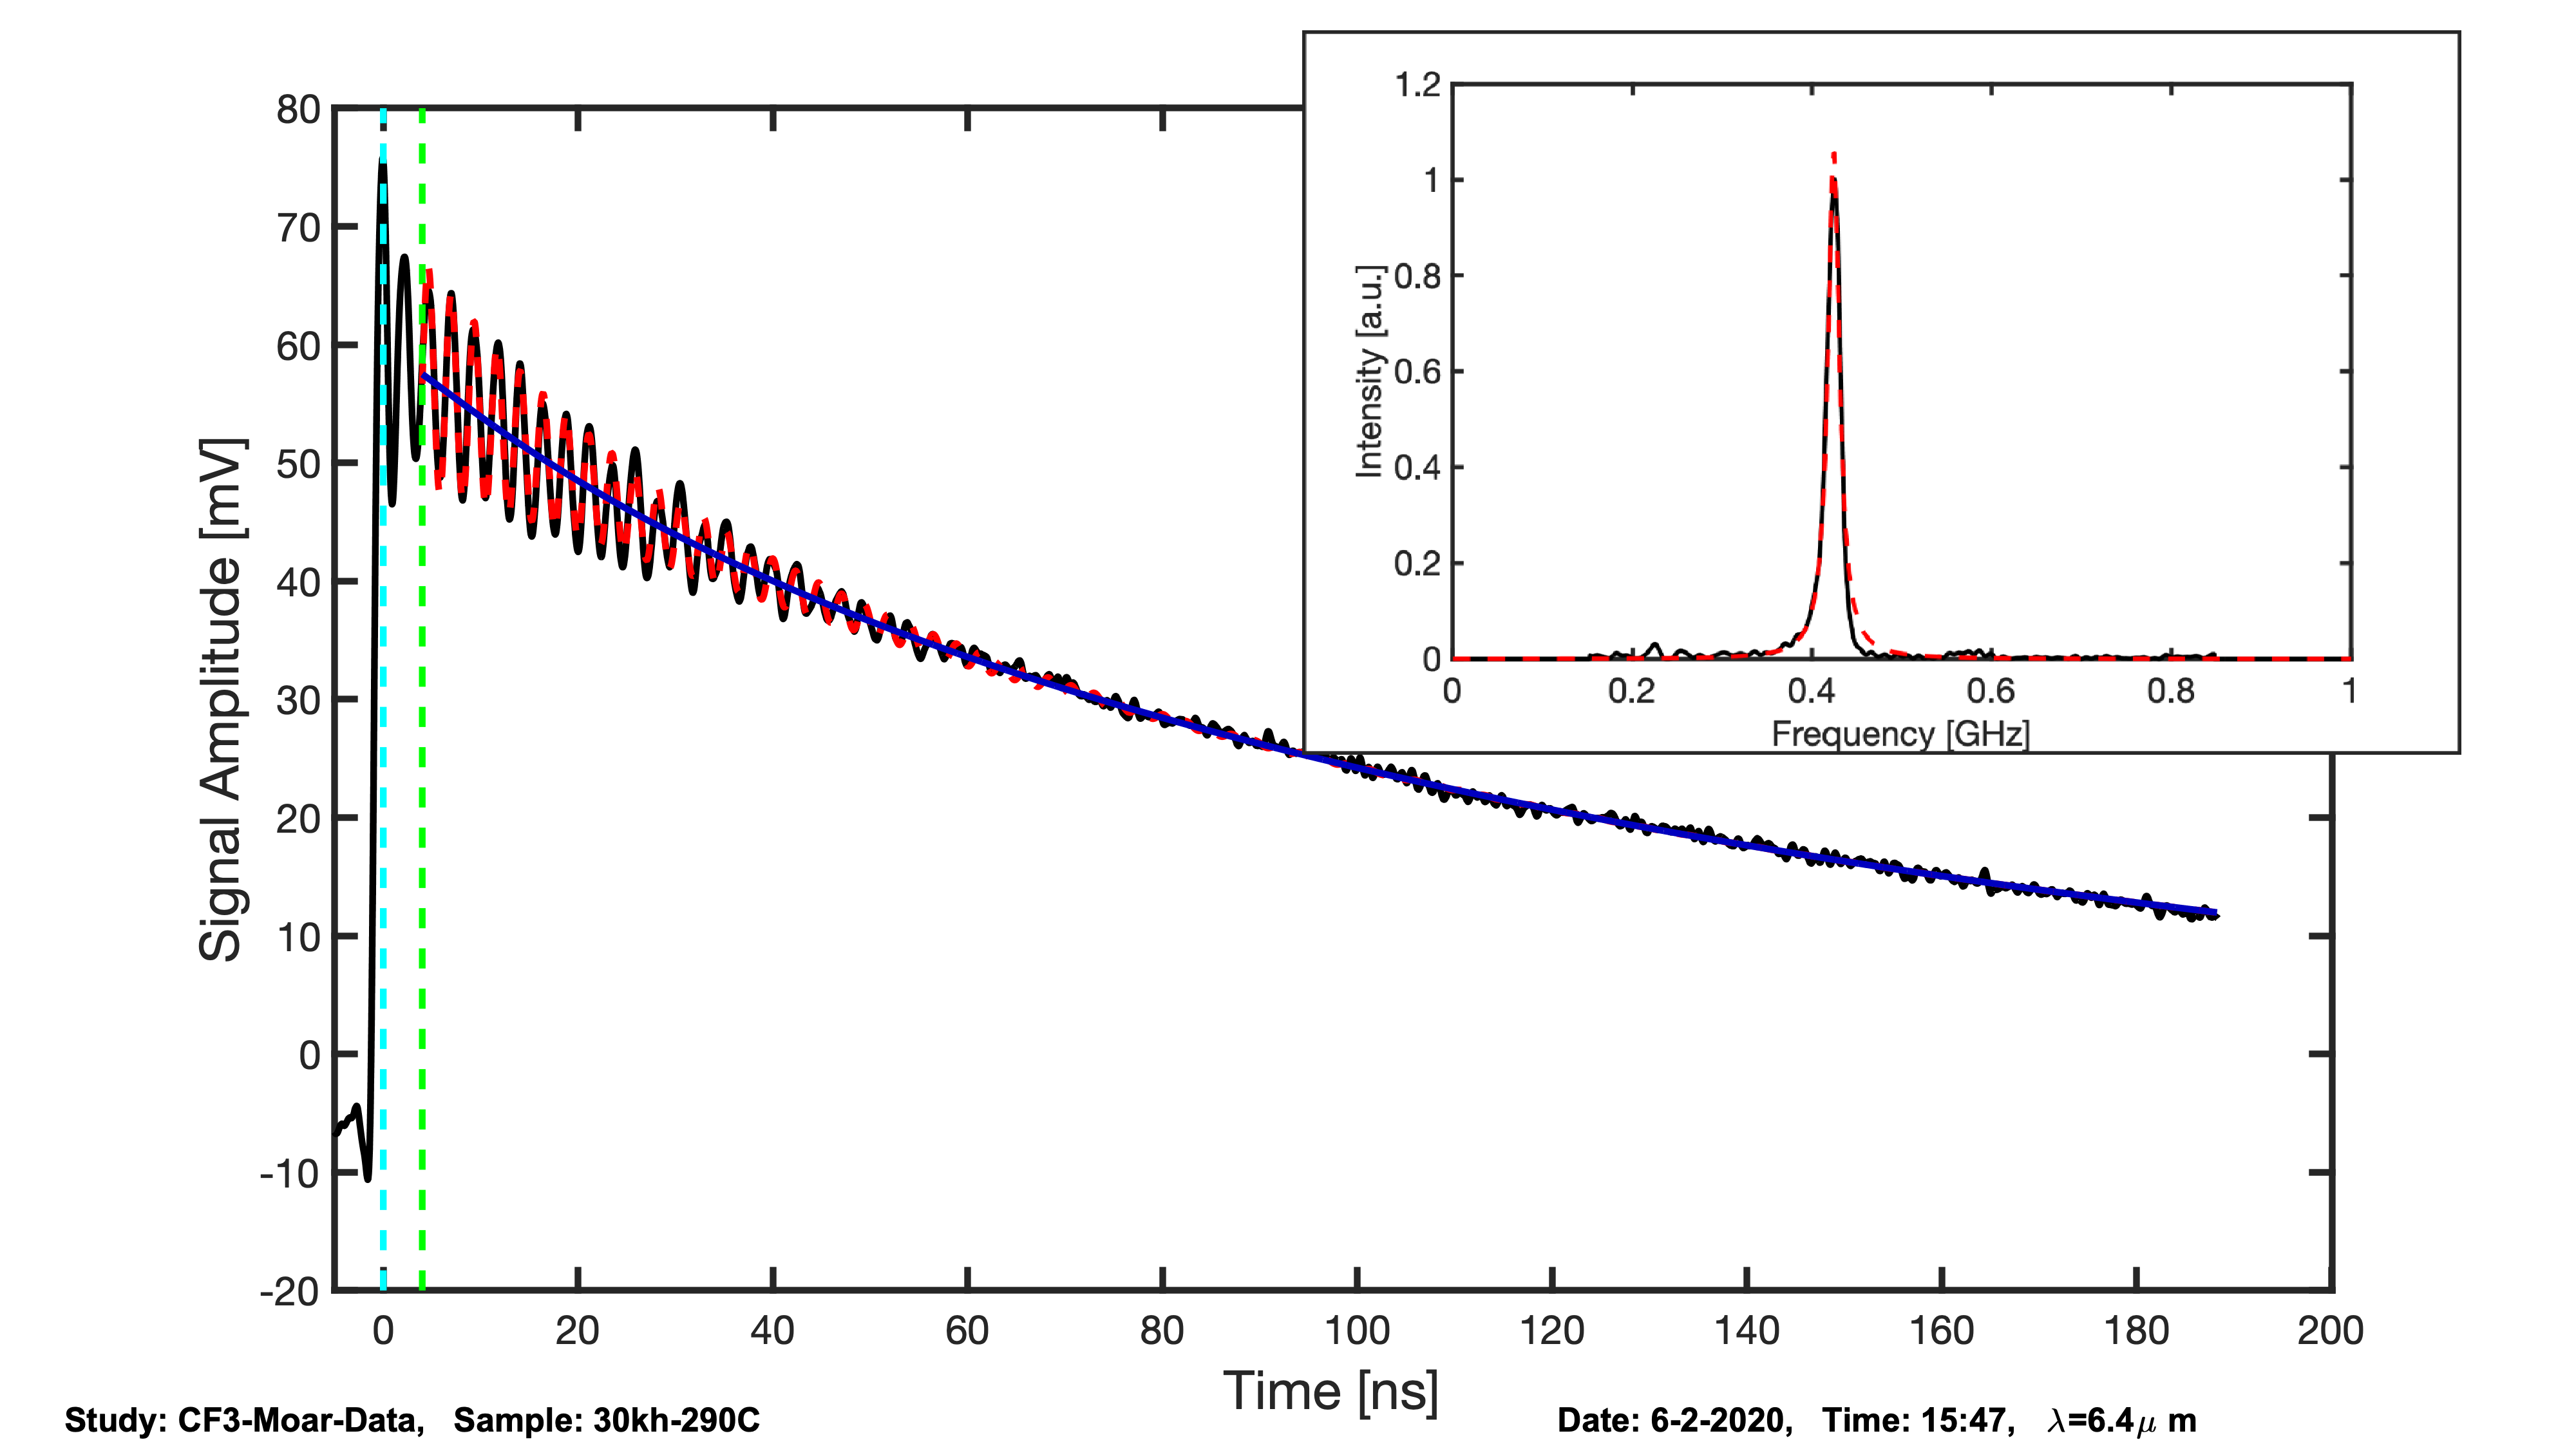 80
70
60
50
40
30
20
10
0
-10
-20
Signal Amplitude [mV]
0 20 40 60 80 100 120 140 160 180 200
Time [ns]
1.2
1
0.8
0.6
0.4
0.2
0
Intensity [a.u.]
0 0.2 0.4 0.6 0.8 1
Frequency [GHz]
Study: CF3-Moar-Data, Sample: 30kh-290C
Date: 6-2-2020, Time: 15:47, λ=6.4μ m